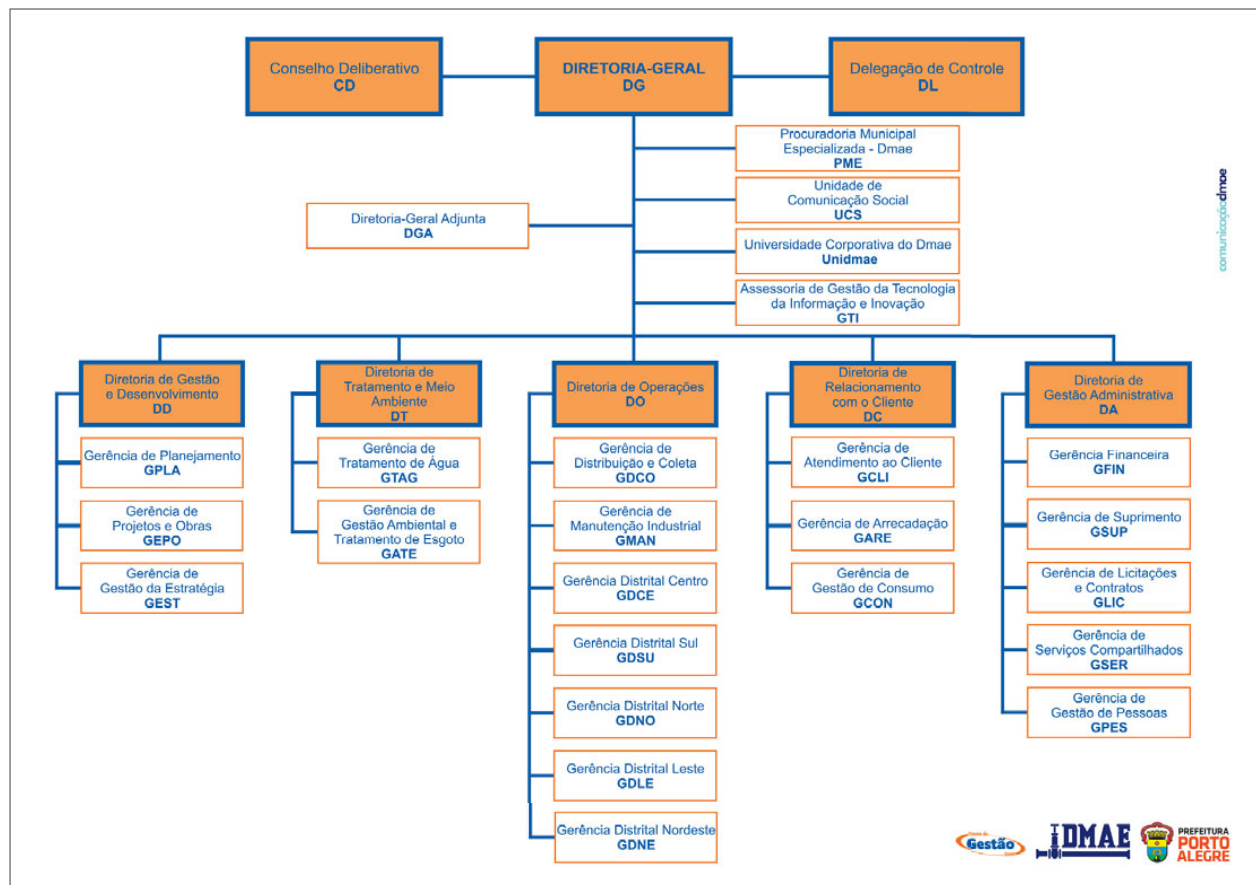 Conselho Deliberativo
CD
DIRETORIA-GERAL
DG
Delegação de Controle
DL
Procuradoria Municipal
Especializada - Dmae
PME
Unidade de
Comunicação Social
UCS
Diretoria-Geral Adjunta
DGA
Universidade Corporativa do Dmae
Unidmae
Assessoria de Gestão da Tecnologia
da Informação e Inovação
GTI
comunicaçãodmae
Diretoria de Gestão
e Desenvolvimento
DD
Gerência de Planejamento
GPLA
Gerência de
Projetos e Obras
GEPO
Gerência de
Gestão da Estratégia
GEST
Diretoria de
Tratamento e Meio
Ambiente
DT
Gerência de
Tratamento de Água
GTAG
Gerência de
Gestão Ambiental e
Tratamento de Esgoto
GATE
Diretoria de Operações
DO
Gerência de
Distribuição e Coleta
GDCO
Gerência de
Manutenção Industrial
GMAN
Gerência Distrital Centro
GDCE
Gerência Distrital Sul
GDSU
Gerência Distrital Norte
GDNO
Gerência Distrital Leste
GDLE
Gerência Distrital Nordeste
GDNE
Diretoria de
Relacionamento
com o Cliente
DC
Gerência de
Atendimento ao Cliente
GCLI
Gerência de Arrecadação
GARE
Gerência de
Gestão de Consumo
GCON
Diretoria de
Gestão Administrativa
DA
Gerência Financeira
GFIN
Gerência de Suprimento
GSUP
Gerência de Licitações
e Contratos
GLIC
Gerência de
Serviços Compartilhados
GSER
Gerência de
Gestão de Pessoas
GPES
Gestão
DMAE
PREFEITURA
PORTO
ALEGRE